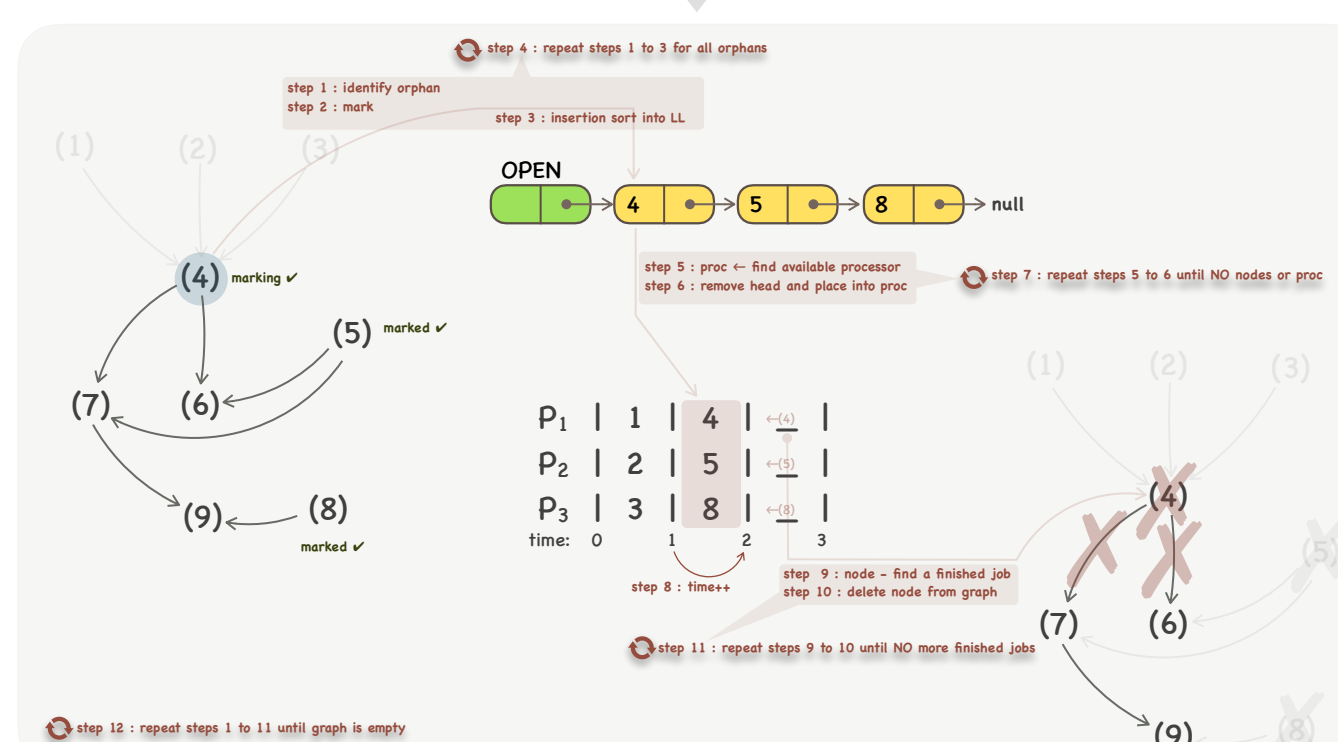 step 4 : repeat steps 1 to 3 for all orphans
step 1 : identify orphan
step 2 : mark
step 3 : insertion sort into LL
(1) (2) (3)
OPEN
4 5 8 null
(4) marking ✔
step 5 : proc ← find available processor
step 6 : remove head and place into proc
step 7 : repeat steps 5 to 6 until NO nodes or proc
(5) marked ✔
(7) (6)
(9) (8)
marked ✔
P1 | 1 | 4 | ←(4) |
P2 | 2 | 5 | ←(5) |
P3 | 3 | 8 | ←(8) |
time: 0 1 2 3
step 8 : time++
(1) (2) (3)
(4)
(5)
(7) (6)
(9) (8)
step 9 : node - find a finished job
step 10 : delete node from graph
step 11 : repeat steps 9 to 10 until NO more finished jobs
step 12 : repeat steps 1 to 11 until graph is empty